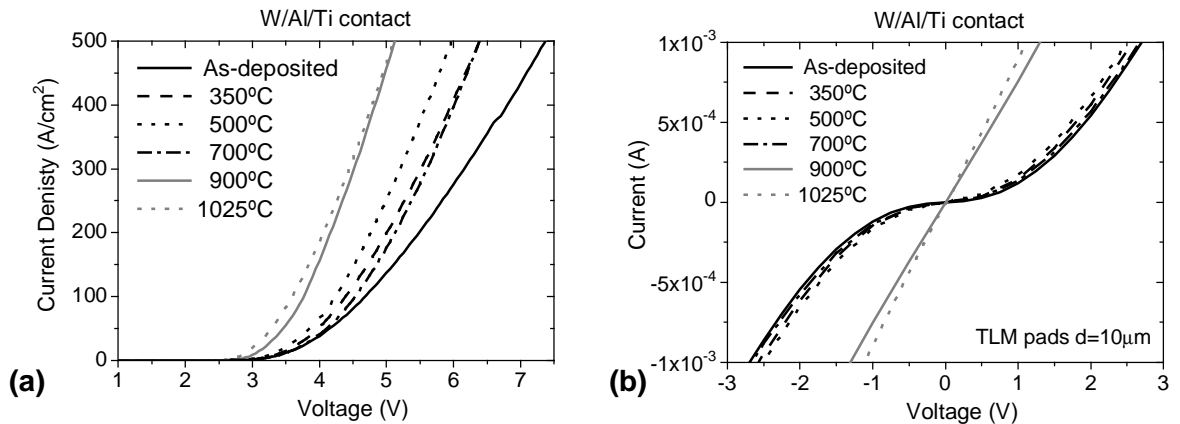 W/Al/Ti contact
500
400
300
200
100
0
Current Denisty (A/cm²)
As-deposited
350ºC
500ºC
700ºC
900ºC
1025ºC
1 2 3 4 5 6 7
Voltage (V)
(a)
W/Al/Ti contact
1x10⁻³
5x10⁻⁴
0
-5x10⁻⁴
-1x10⁻³
Current (A)
As-deposited
350ºC
500ºC
700ºC
900ºC
1025ºC
TLM pads d=10μm
-3 -2 -1 0 1 2 3
Voltage (V)
(b)